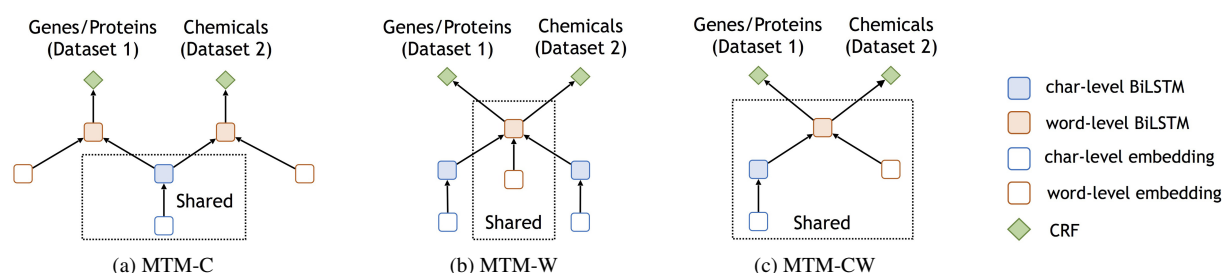 Genes/Proteins
(Dataset 1)
Chemicals
(Dataset 2)
Shared
(a) MTM-C
Genes/Proteins
(Dataset 1)
Chemicals
(Dataset 2)
Shared
(b) MTM-W
Genes/Proteins
(Dataset 1)
Chemicals
(Dataset 2)
Shared
(c) MTM-CW
char-level BiLSTM
word-level BiLSTM
char-level embedding
word-level embedding
CRF